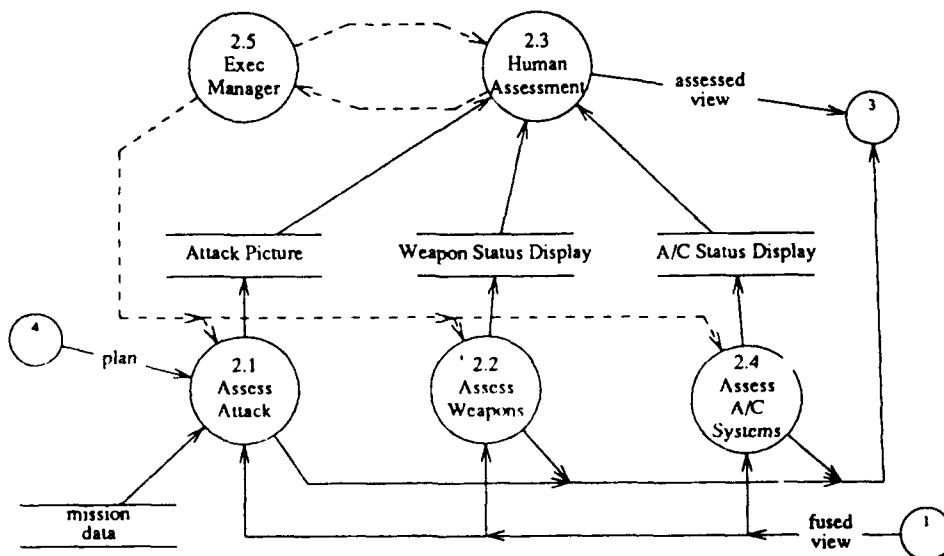 2.5
Exec
Manager
2.3
Human
Assessment
assessed
view
3
Attack Picture
Weapon Status Display
A/C Status Display
4
plan
2.1
Assess
Attack
2.2
Assess
Weapons
2.4
Assess
A/C
Systems
mission
data
fused
view
1